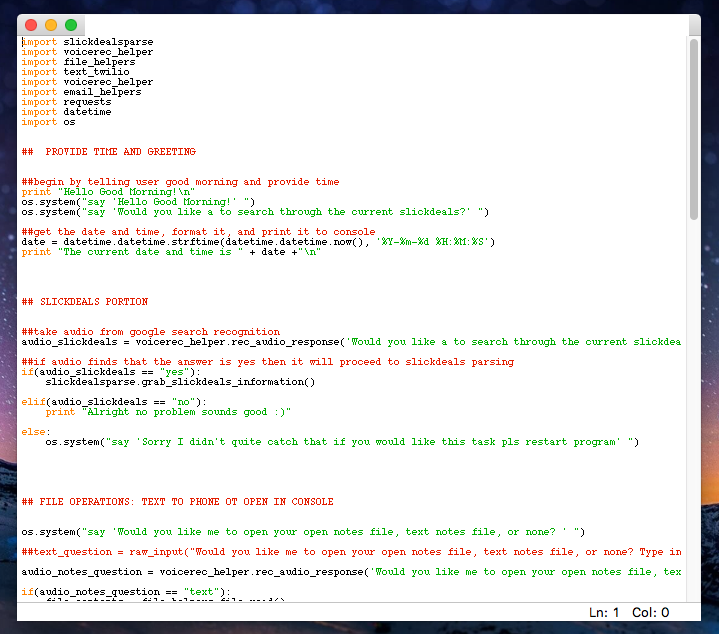 import slickdealsparse
import voicerec_helper
import file_helpers
import text_twilio
import voicerec_helper
import email_helpers
import requests
import datetime
import os
##  PROVIDE TIME AND GREETING
##begin by telling user good morning and provide time
print "Hello Good Morning!\n"
os.system("say 'Hello Good Morning!' ")
os.system("say 'Would you like a to search through the current slickdeals?' ")
##get the date and time, format it, and print it to console
date = datetime.datetime.strftime(datetime.datetime.now(), '%Y-%m-%d %H:%M:%S')
print "The current date and time is " + date +"\n"
## SLICKDEALS PORTION
##take audio from google search recognition
audio_slickdeals = voicerec_helper.rec_audio_response('Would you like a to search through the current slickdea
##if audio finds that the answer is yes then it will proceed to slickdeals parsing
if(audio_slickdeals == "yes"):
    slickdealsparse.grab_slickdeals_information()
elif(audio_slickdeals == "no"):
    print "Alright no problem sounds good :)"
else:
    os.system("say 'Sorry I didn't quite catch that if you would like this task pls restart program' ")
## FILE OPERATIONS: TEXT TO PHONE OT OPEN IN CONSOLE
os.system("say 'Would you like me to open your open notes file, text notes file, or none? ' ")
##text_question = raw_input("Would you like me to open your open notes file, text notes file, or none? Type in
audio_notes_question = voicerec_helper.rec_audio_response('Would you like me to open your open notes file, tex
if(audio_notes_question == "text"):
Ln: 1 Col: 0